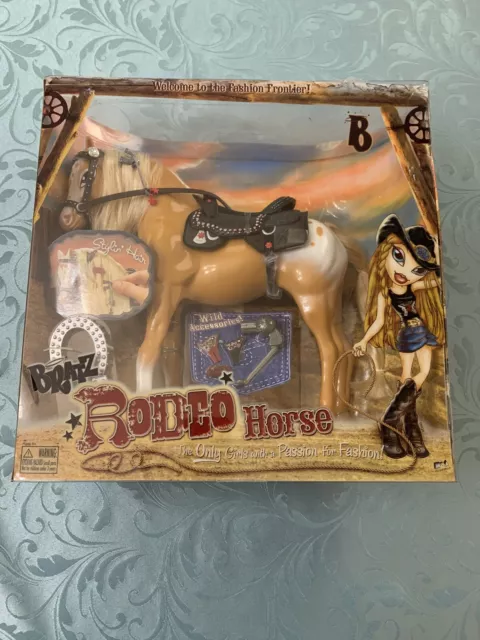 Welcome to the Fashion Frontier!
B
Stylin' Hair
Wild
Accessories!
BRATZ
RODEO HORSE
The Only Girls with a Passion for Fashion!
WARNING